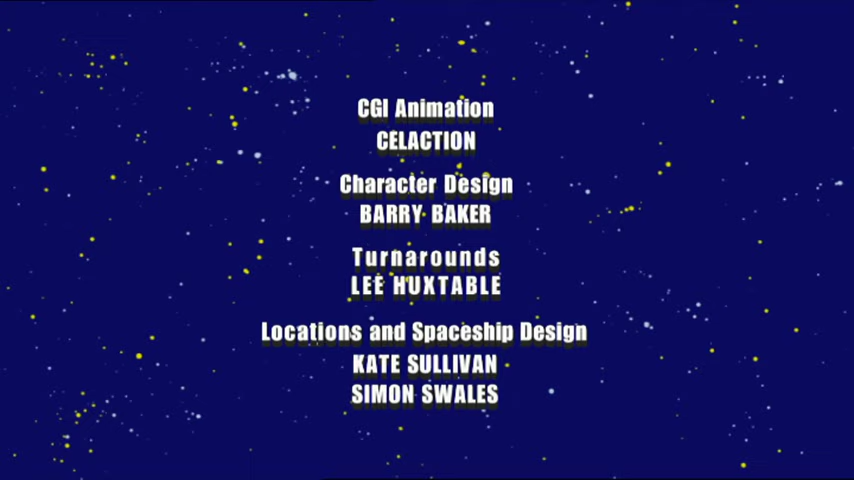 CGI Animation
CELACTION
Character Design
BARRY BAKER
Turnarounds
LEE HUXTABLE
Locations and Spaceship Design
KATE SULLIVAN
SIMON SWALES